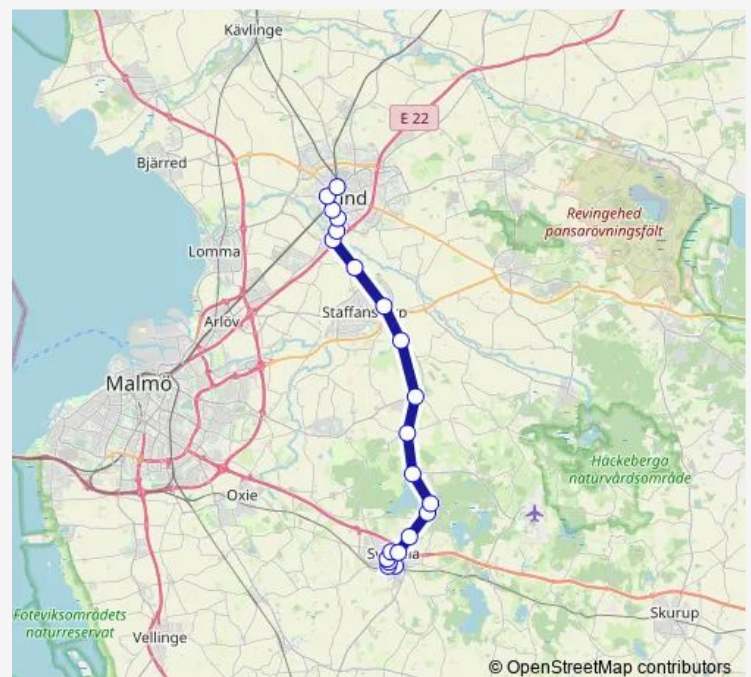 Kävlinge
E 22
Bjärred
Revingehed
pansarövningsfält
Lomma
Arlöv
Malmö
Häckeberga
naturvårdsområde
Oxie
Foteviksområdets
naturreservat
Skurup
Vellinge
© OpenStreetMap contributors